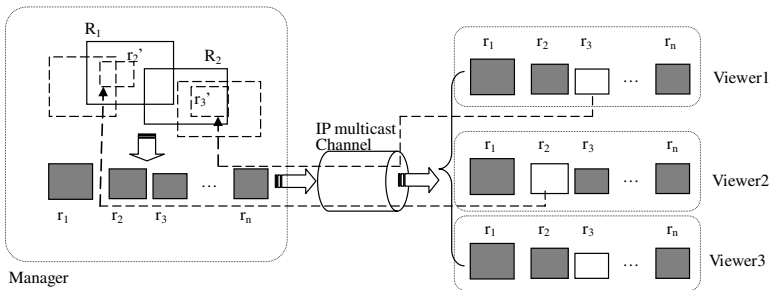 R1
r2'
R2
r3'
r1 r2 r3 … rn
Manager
IP multicast
Channel
r1 r2 r3 … rn
Viewer1
r1 r2 r3 … rn
Viewer2
r1 r2 r3 … rn
Viewer3